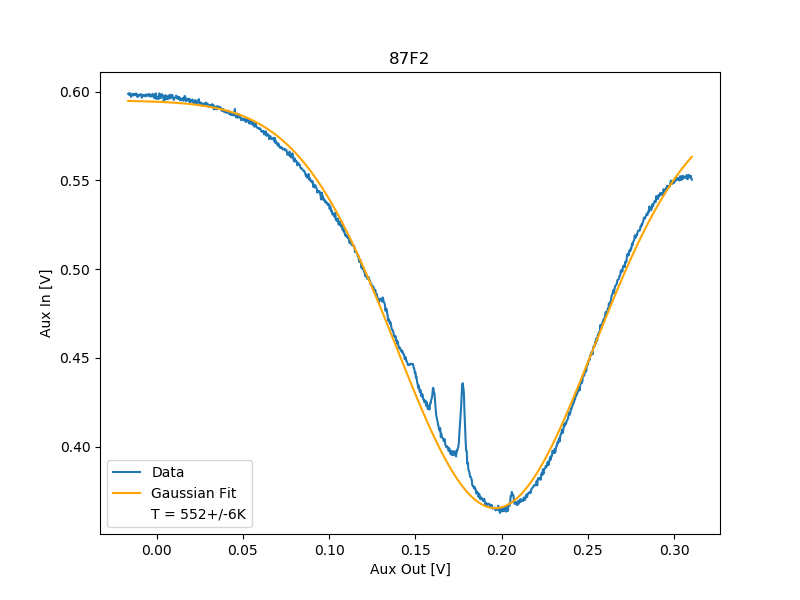 87F2
0.60
0.55
0.50
0.45
0.40
Aux In [V]
Data
Gaussian Fit
T = 552+/-6K
0.00 0.05 0.10 0.15 0.20 0.25 0.30
Aux Out [V]